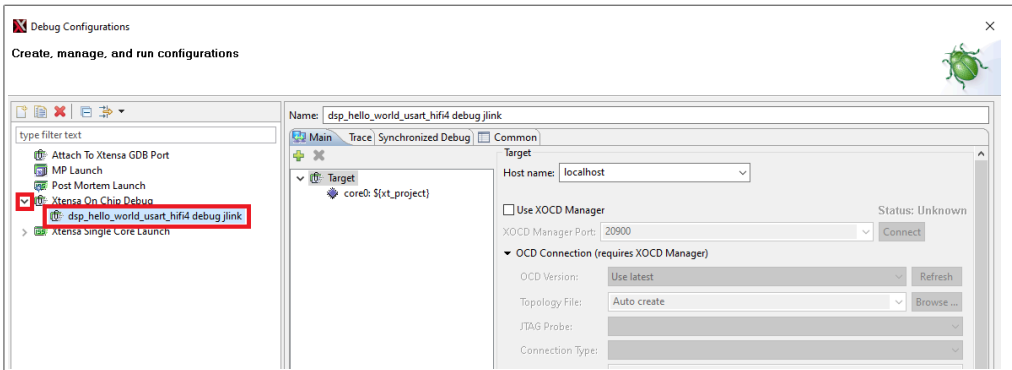 Debug Configurations
Create, manage, and run configurations
Name: dsp_hello_world_usart_hifi4 debug jlink
type filter text
Attach To Xtensa GDB Port
MP Launch
Post Mortem Launch
Xtensa On Chip Debug
dsp_hello_world_usart_hifi4 debug jlink
Xtensa Single Core Launch
Main Trace Synchronized Debug Common
Target
core0: ${xt_project}
Target
Host name: localhost
Use XOCD Manager Status: Unknown
XOCD Manager Port: 20900 Connect
OCD Connection (requires XOCD Manager)
OCD Version: Use latest Refresh
Topology File: Auto create Browse ...
JTAG Probe:
Connection Type: